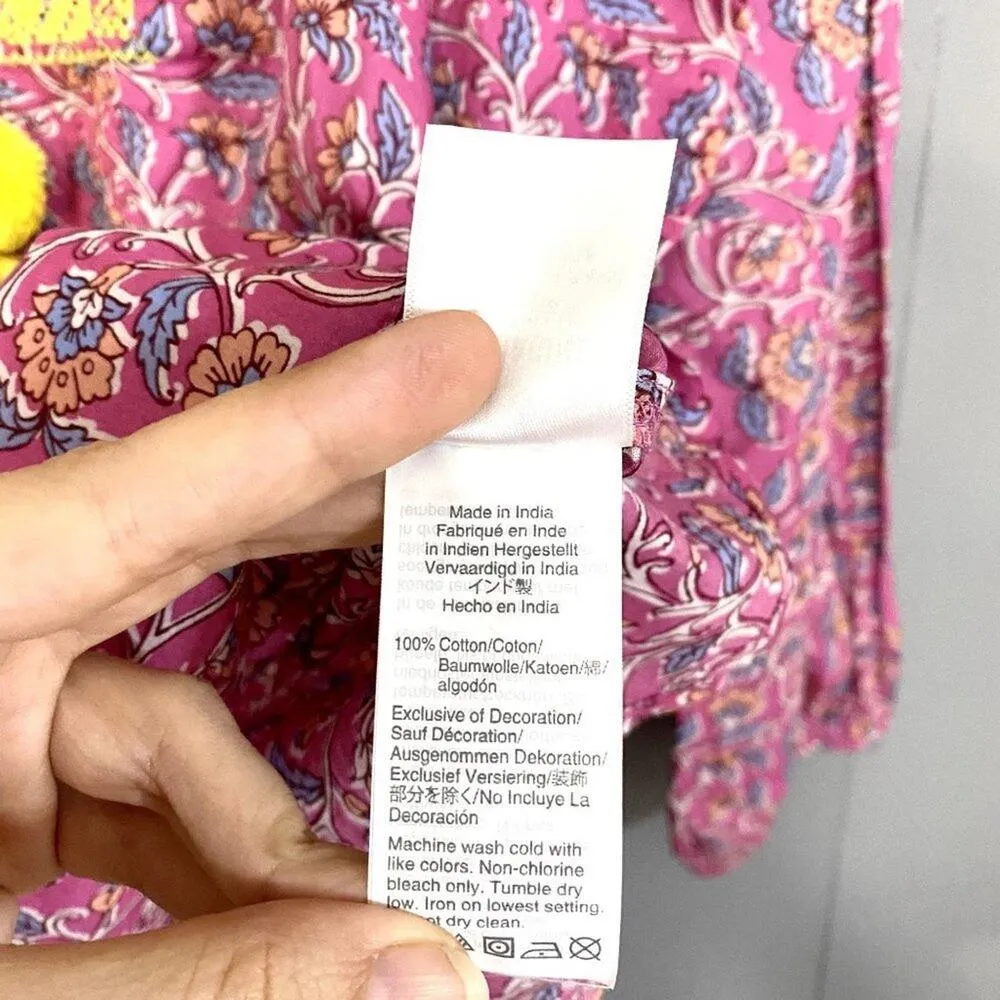 Made in India
Fabriqué en Inde
in Indien Hergestellt
Vervaardigd in India
インド製
Hecho en India
100% Cotton/Coton/
Baumwolle/Katoen/綿/
algodón
Exclusive of Decoration/
Sauf Décoration/
Ausgenommen Dekoration/
Exclusief Versiering/装飾
部分を除く/No Incluye La
Decoración
Machine wash cold with
like colors. Non-chlorine
bleach only. Tumble dry
low. Iron on lowest setting.
dry clean.